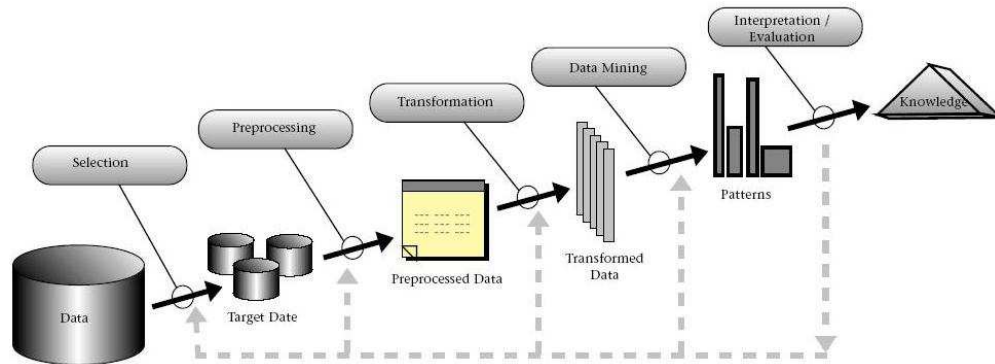 Interpretation /
Evaluation
Data Mining
Transformation
Preprocessing
Selection
Data
Target Date
Preprocessed Data
Transformed
Data
Patterns
Knowledge